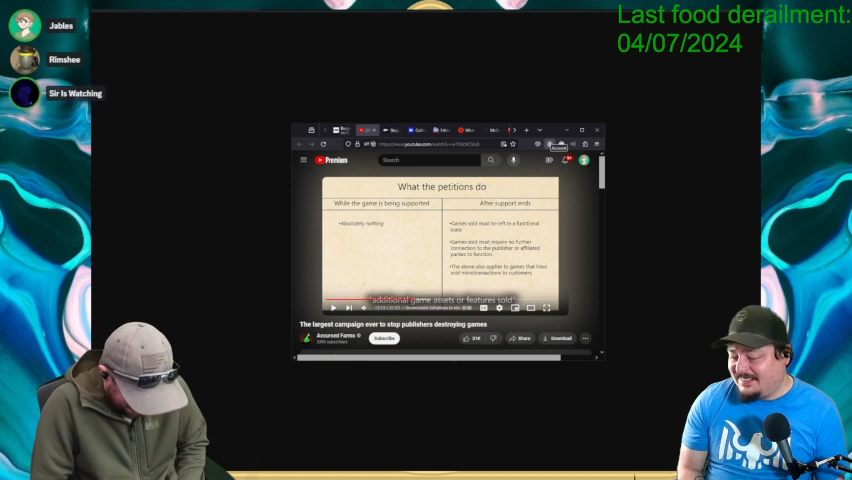 Jables
Rimshee
Sir Is Watching
Last food derailment:
04/07/2024
Account
Premium
Search
What the petitions do
While the game is being supported
After support ends
•Absolutely nothing
•Games sold must be left in a functional
state.
•Games sold must require no further
connection to the publisher or affiliated
parties to function.
•The above also applies to games that have
sold microtransactions to customers.
"additional game assets or features sold"
The largest campaign ever to stop publishers destroying games
Accursed Farms
Subscribe
31K
Share
Download